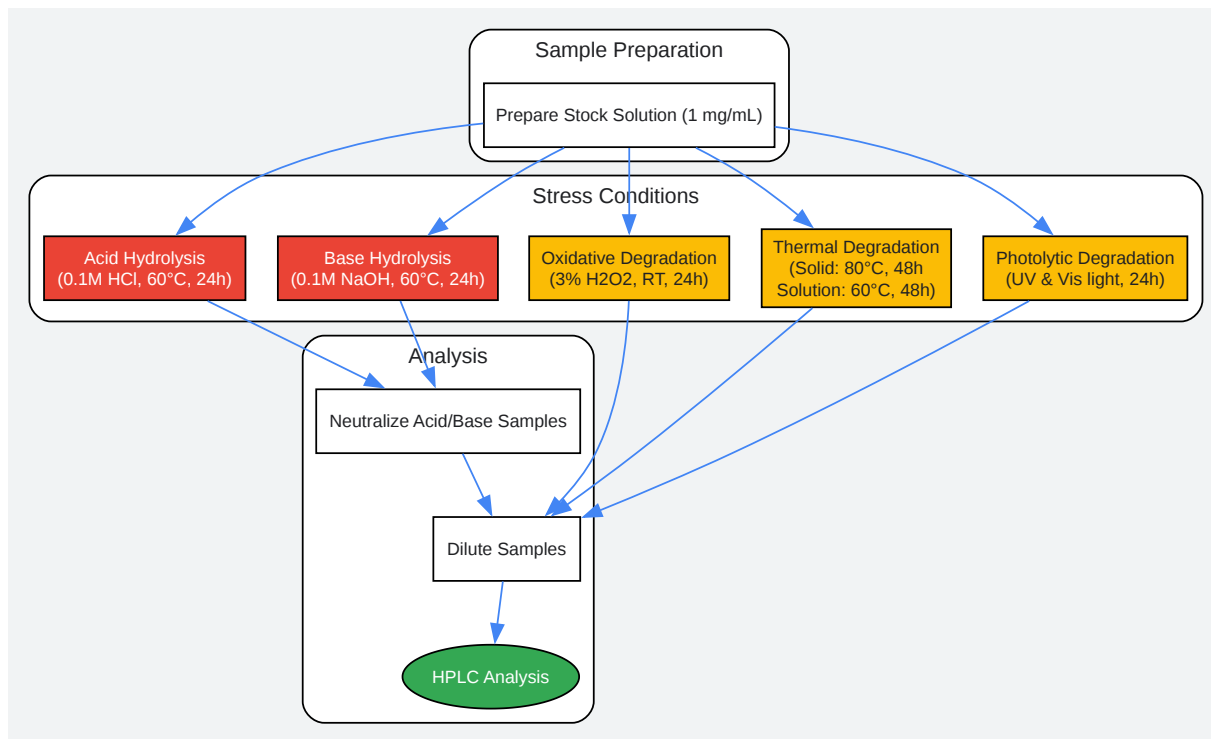 Sample Preparation
Prepare Stock Solution (1 mg/mL)
Stress Conditions
Acid Hydrolysis
(0.1M HCl, 60°C, 24h)
Base Hydrolysis
(0.1M NaOH, 60°C, 24h)
Oxidative Degradation
(3% H2O2, RT, 24h)
Thermal Degradation
(Solid: 80°C, 48h
Solution: 60°C, 48h)
Photolytic Degradation
(UV & Vis light, 24h)
Analysis
Neutralize Acid/Base Samples
Dilute Samples
HPLC Analysis